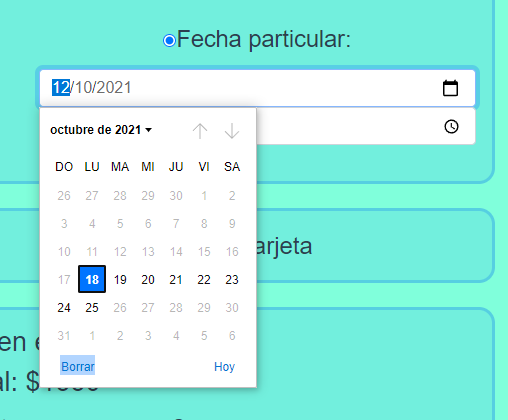 Fecha particular:
12/10/2021
octubre de 2021
DO LU MA MI JU VI SA
26 27 28 29 30 1 2
3 4 5 6 7 8 9
10 11 12 13 14 15 16
17 18 19 20 21 22 23
24 25 26 27 28 29 30
31 1 2 3 4 5 6
Borrar Hoy
arjeta
en
al: $